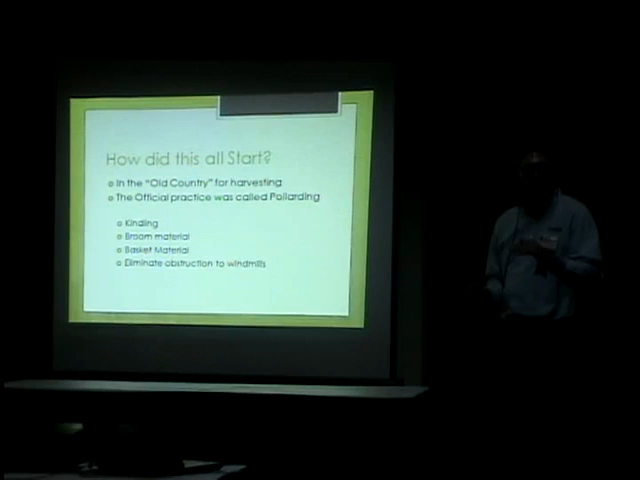 How did this all Start?
In the "Old Country" for harvesting
The Official practice was called Pollarding
Kindling
Broom material
Basket Material
Eliminate obstruction to windmills